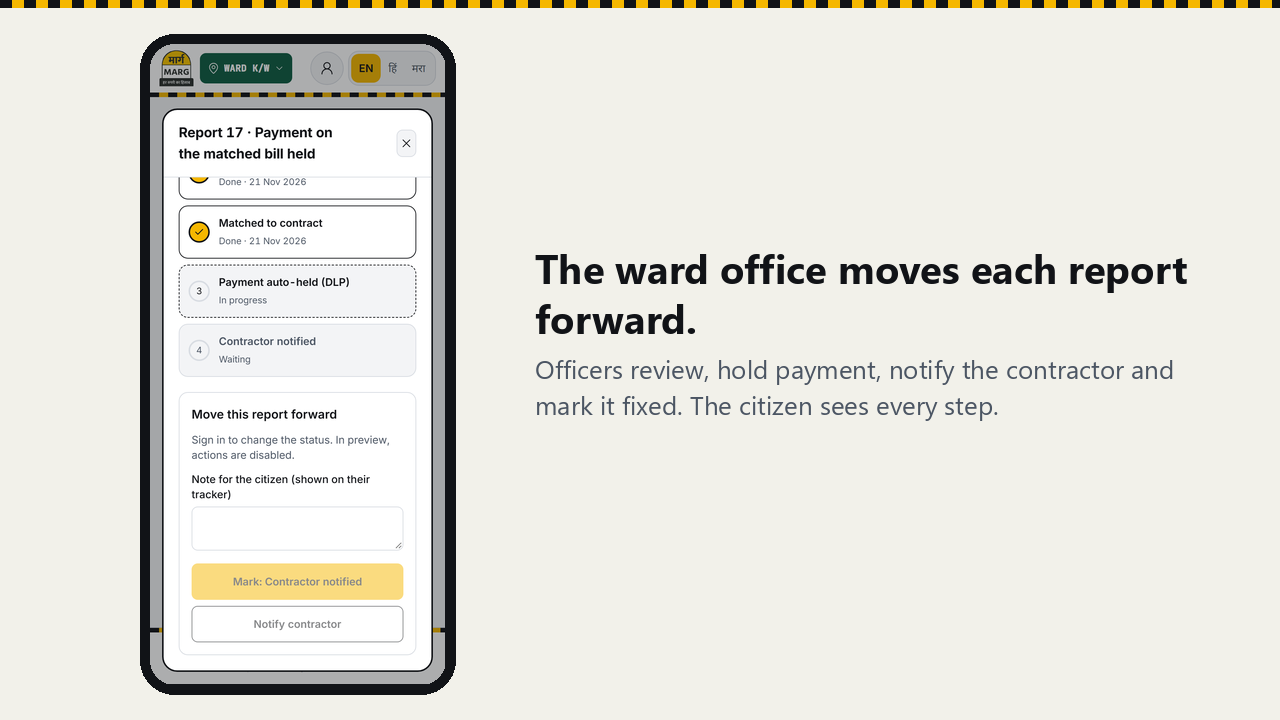 मार्ग
MARG
WARD K/W
EN
हिं
मरा
Report 17 · Payment on
the matched bill held
Done · 21 Nov 2026
Matched to contract
Done · 21 Nov 2026
3
Payment auto-held (DLP)
In progress
4
Contractor notified
Waiting
Move this report forward
Sign in to change the status. In preview,
actions are disabled.
Note for the citizen (shown on their
tracker)
Mark: Contractor notified
Notify contractor
The ward office moves each report
forward.
Officers review, hold payment, notify the contractor and
mark it fixed. The citizen sees every step.